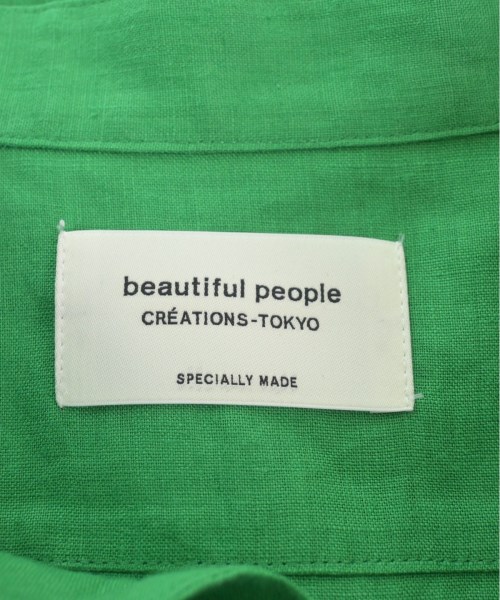 beautiful people
CRÉATIONS-TOKYO
SPECIALLY MADE